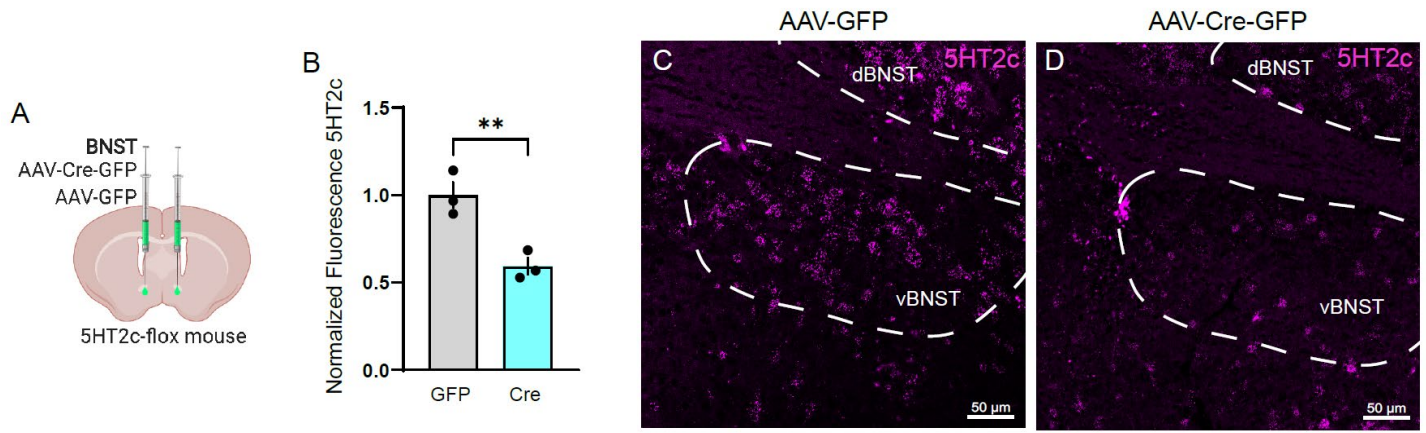 A
BNST
AAV-Cre-GFP
AAV-GFP
5HT2c-flox mouse
B
Normalized Fluorescence 5HT2c
1.5
1.0
0.5
0.0
**
GFP
Cre
AAV-GFP
C
5HT2c
dBNST
vBNST
50 µm
AAV-Cre-GFP
D
5HT2c
dBNST
vBNST
50 µm